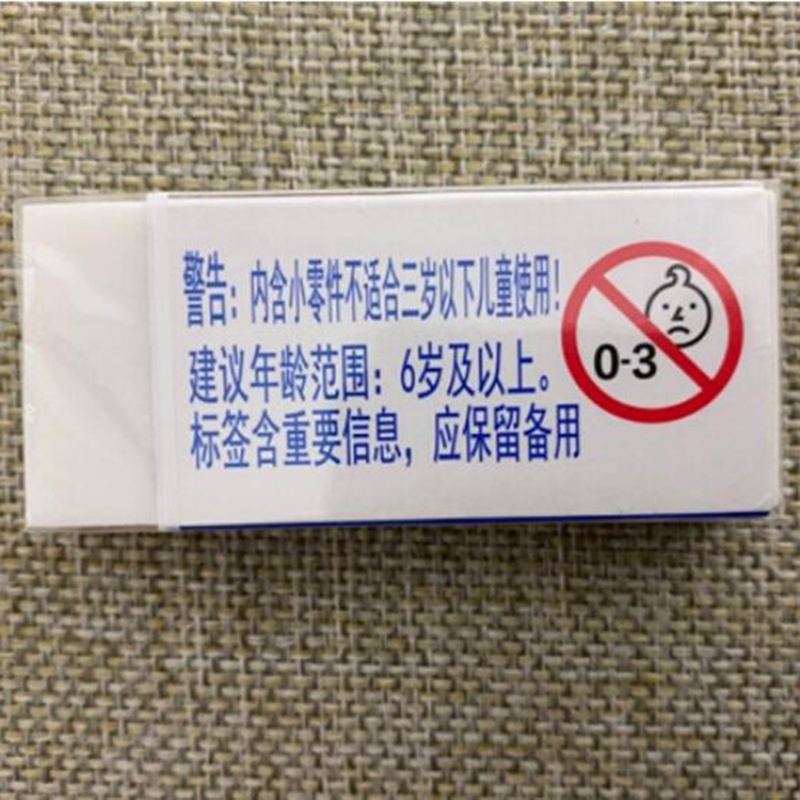 警告：内含小零件不适合三岁以下儿童使用！
建议年龄范围：6岁及以上。
标签含重要信息，应保留备用
0-3